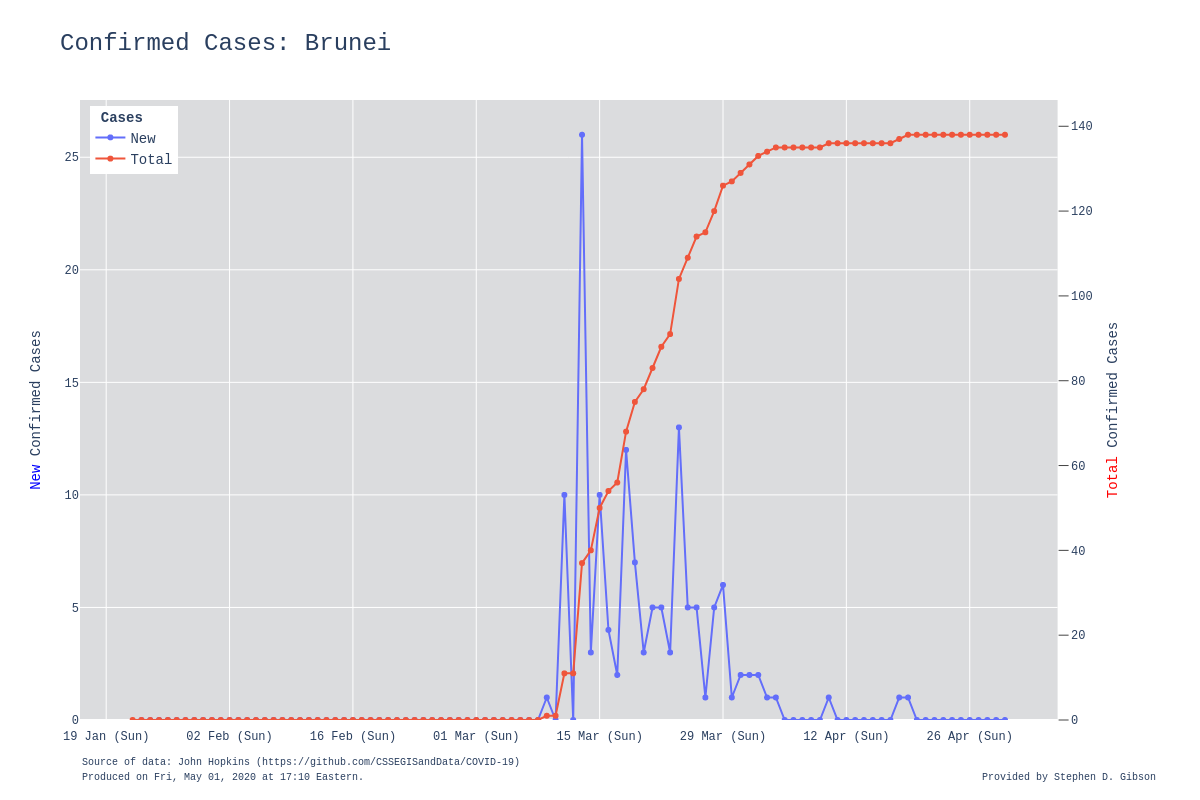 Confirmed Cases: Brunei
Cases
New
Total
25
20
15
10
5
0
140
120
100
80
60
40
20
0
New Confirmed Cases
Total Confirmed Cases
19 Jan (Sun) 02 Feb (Sun) 16 Feb (Sun) 01 Mar (Sun) 15 Mar (Sun) 29 Mar (Sun) 12 Apr (Sun) 26 Apr (Sun)
Source of data: John Hopkins (https://github.com/CSSEGISandData/COVID-19)
Produced on Fri, May 01, 2020 at 17:10 Eastern.
Provided by Stephen D. Gibson